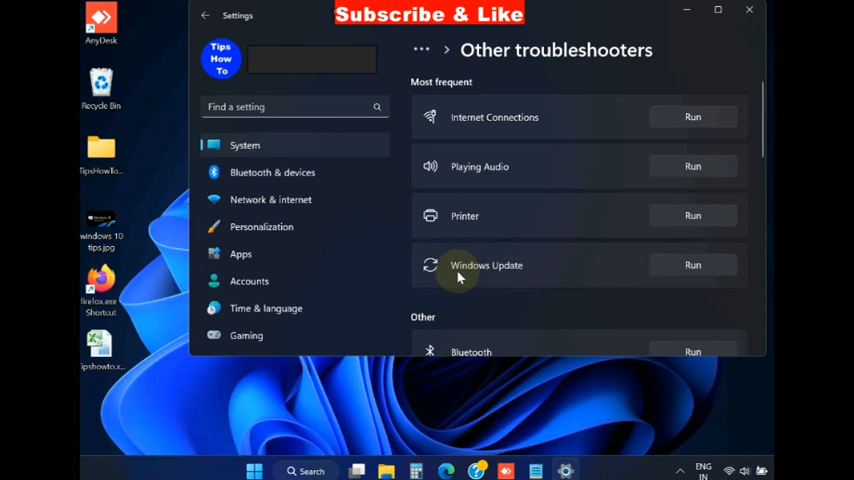 Subscribe & Like
AnyDesk
Recycle Bin
TipsHowTo...
windows 10
tips.jpg
firefox.exe
Shortcut
Tipshowto.x...
Settings
Tips
How
To
Find a setting
System
Bluetooth & devices
Network & internet
Personalization
Apps
Accounts
Time & language
Gaming
... > Other troubleshooters
Most frequent
Internet Connections
Run
Playing Audio
Run
Printer
Run
Windows Update
Run
Other
Bluetooth
Run
Search
ENG
IN